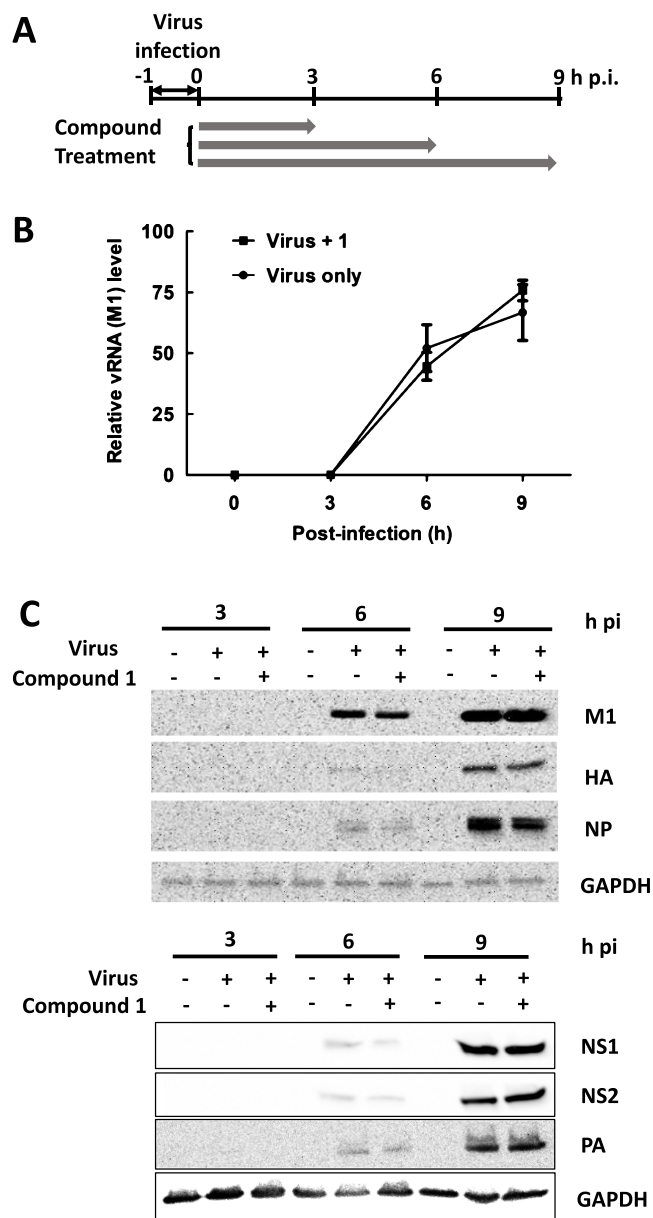 A
Virus
infection
-1 0 3 6 9 h p.i.
Compound
Treatment
B
Relative vRNA (M1) level
100
75
50
25
0
Virus + 1
Virus only
0 3 6 9
Post-infection (h)
C
3 6 9 h pi
Virus - + + - + + - + +
Compound 1 - - + - - + - - +
M1
HA
NP
GAPDH
3 6 9 h pi
Virus - + + - + + - + +
Compound 1 - - + - - + - - +
NS1
NS2
PA
GAPDH